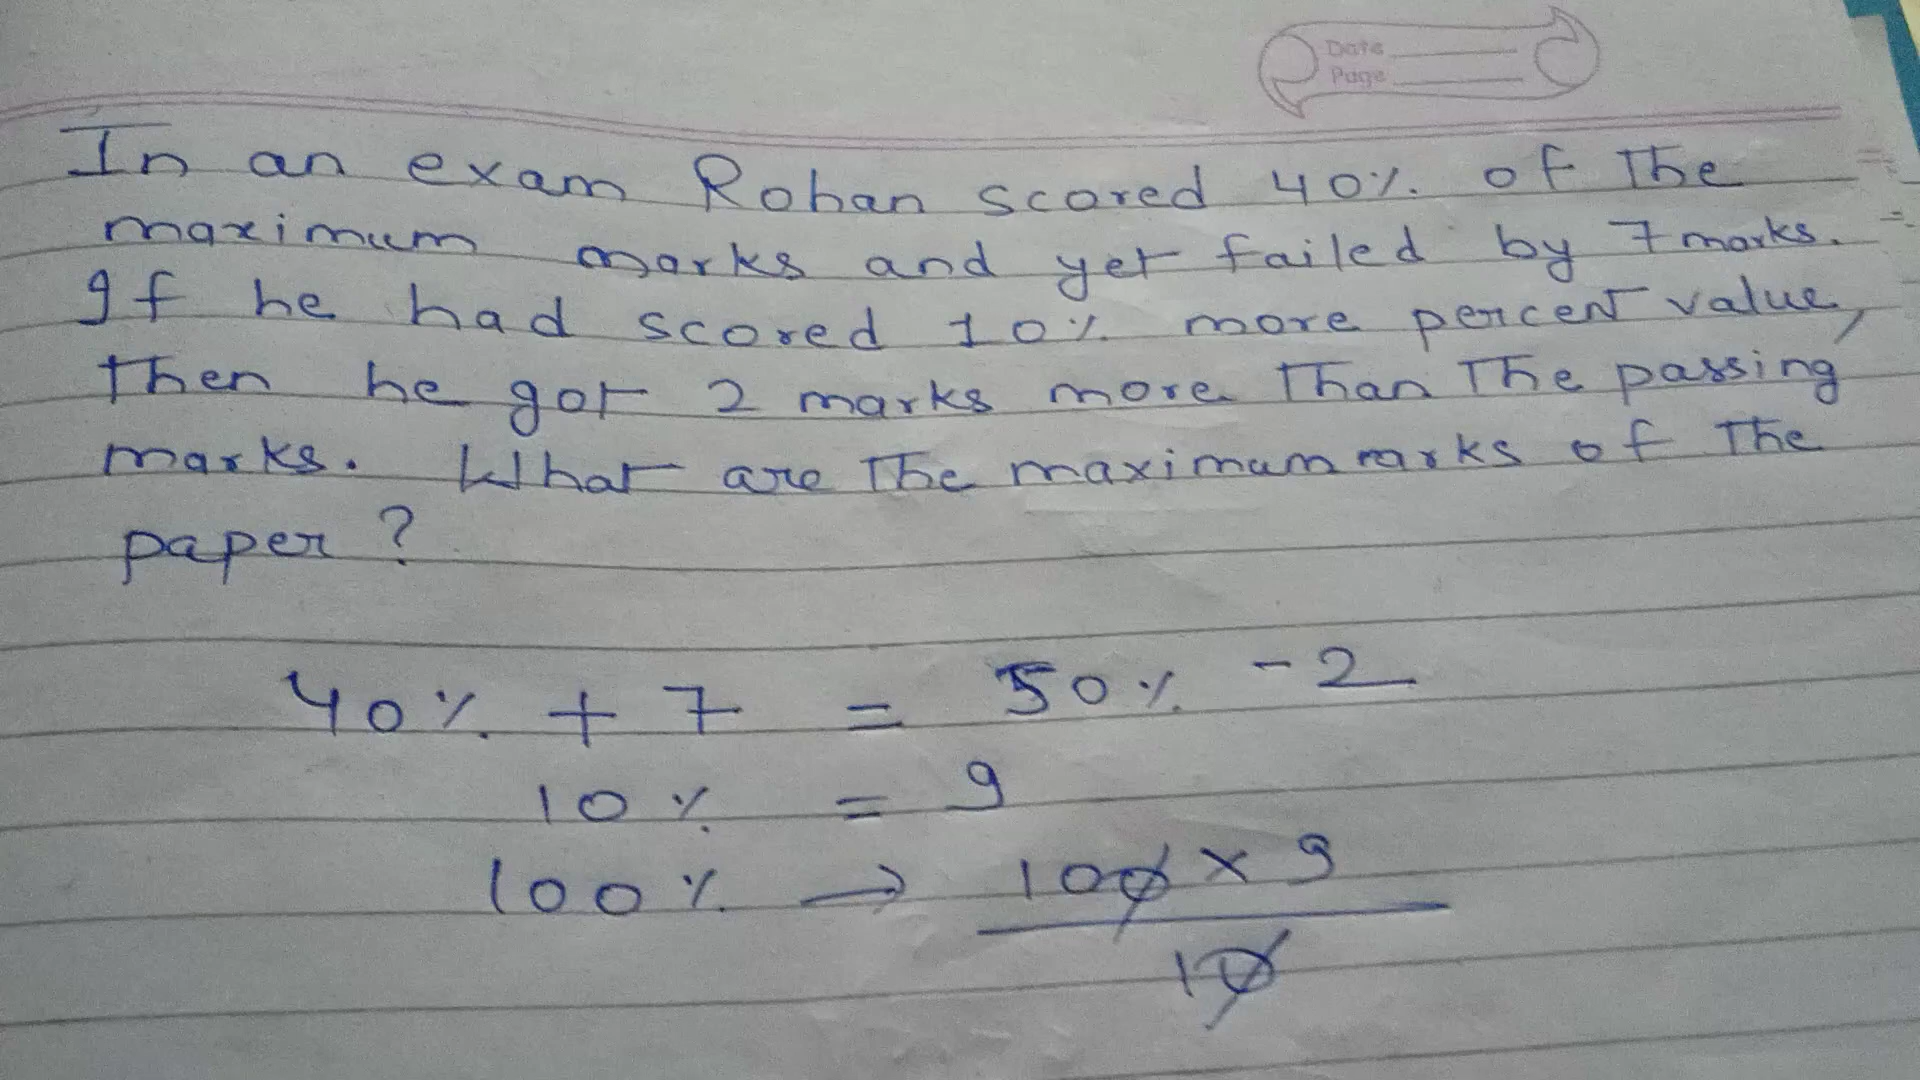 Date
Page
In an exam Rohan scored 40% of the
maximum marks and yet failed by 7 marks.
If he had scored 10% more percent value,
then he got 2 marks more than the passing
marks. What are the maximum marks of the
paper ?
40% + 7 = 50% - 2
10% = 9
100% → 100 × 9
10